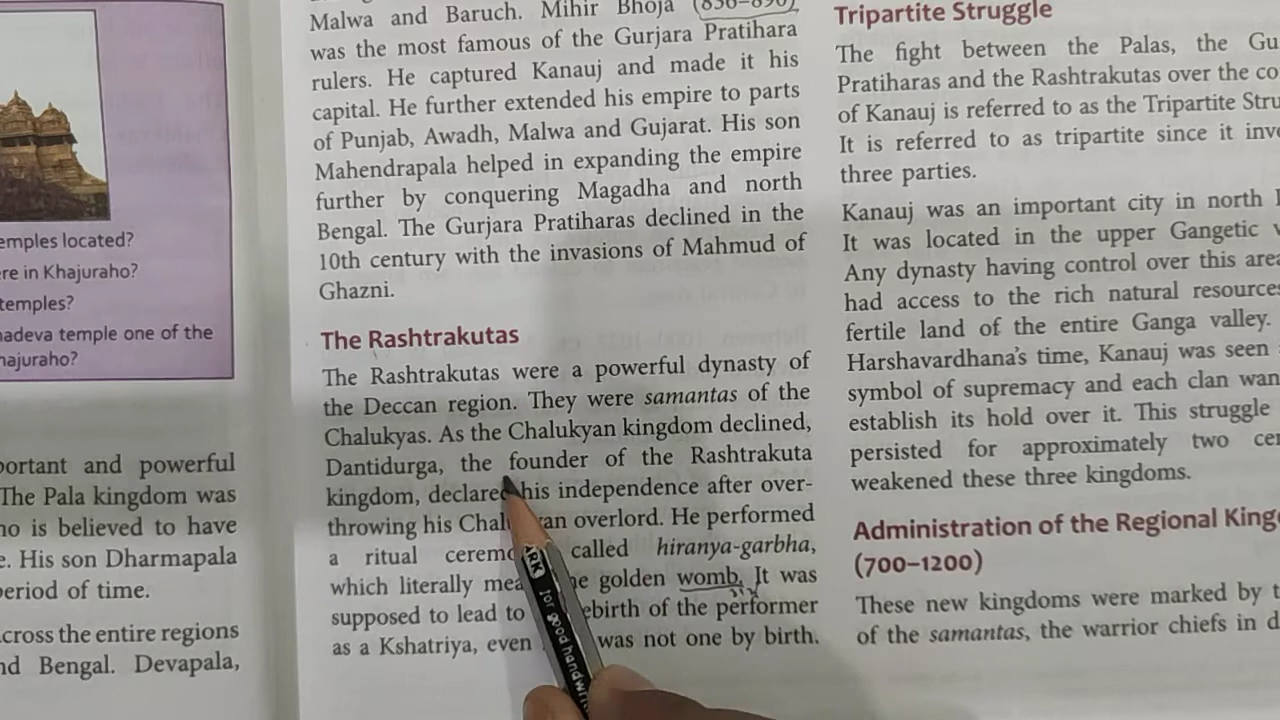 emples located?
ere in Khajuraho?
temples?
nadeva temple one of the
hajuraho?
portant and powerful
The Pala kingdom was
ho is believed to have
e. His son Dharmapala
period of time.
across the entire regions
nd Bengal. Devapala,
Malwa and Baruch. Mihir Bhoja (836–890)
was the most famous of the Gurjara Pratihara
rulers. He captured Kanauj and made it his
capital. He further extended his empire to parts
of Punjab, Awadh, Malwa and Gujarat. His son
Mahendrapala helped in expanding the empire
further by conquering Magadha and north
Bengal. The Gurjara Pratiharas declined in the
10th century with the invasions of Mahmud of
Ghazni.
The Rashtrakutas
The Rashtrakutas were a powerful dynasty of
the Deccan region. They were samantas of the
Chalukyas. As the Chalukyan kingdom declined,
Dantidurga, the founder of the Rashtrakuta
kingdom, declared his independence after over-
throwing his Chal an overlord. He performed
a ritual ceremo called hiranya-garbha,
which literally mea he golden womb. It was
supposed to lead to ebirth of the performer
as a Kshatriya, even was not one by birth.
Tripartite Struggle
The fight between the Palas, the Gu
Pratiharas and the Rashtrakutas over the co
of Kanauj is referred to as the Tripartite Stru
It is referred to as tripartite since it inv
three parties.
Kanauj was an important city in north
It was located in the upper Gangetic v
Any dynasty having control over this area
had access to the rich natural resources
fertile land of the entire Ganga valley.
Harshavardhana's time, Kanauj was seen
symbol of supremacy and each clan wan
establish its hold over it. This struggle
persisted for approximately two cen
weakened these three kingdoms.
Administration of the Regional King
(700–1200)
These new kingdoms were marked by t
of the samantas, the warrior chiefs in d
ARK for good handwri